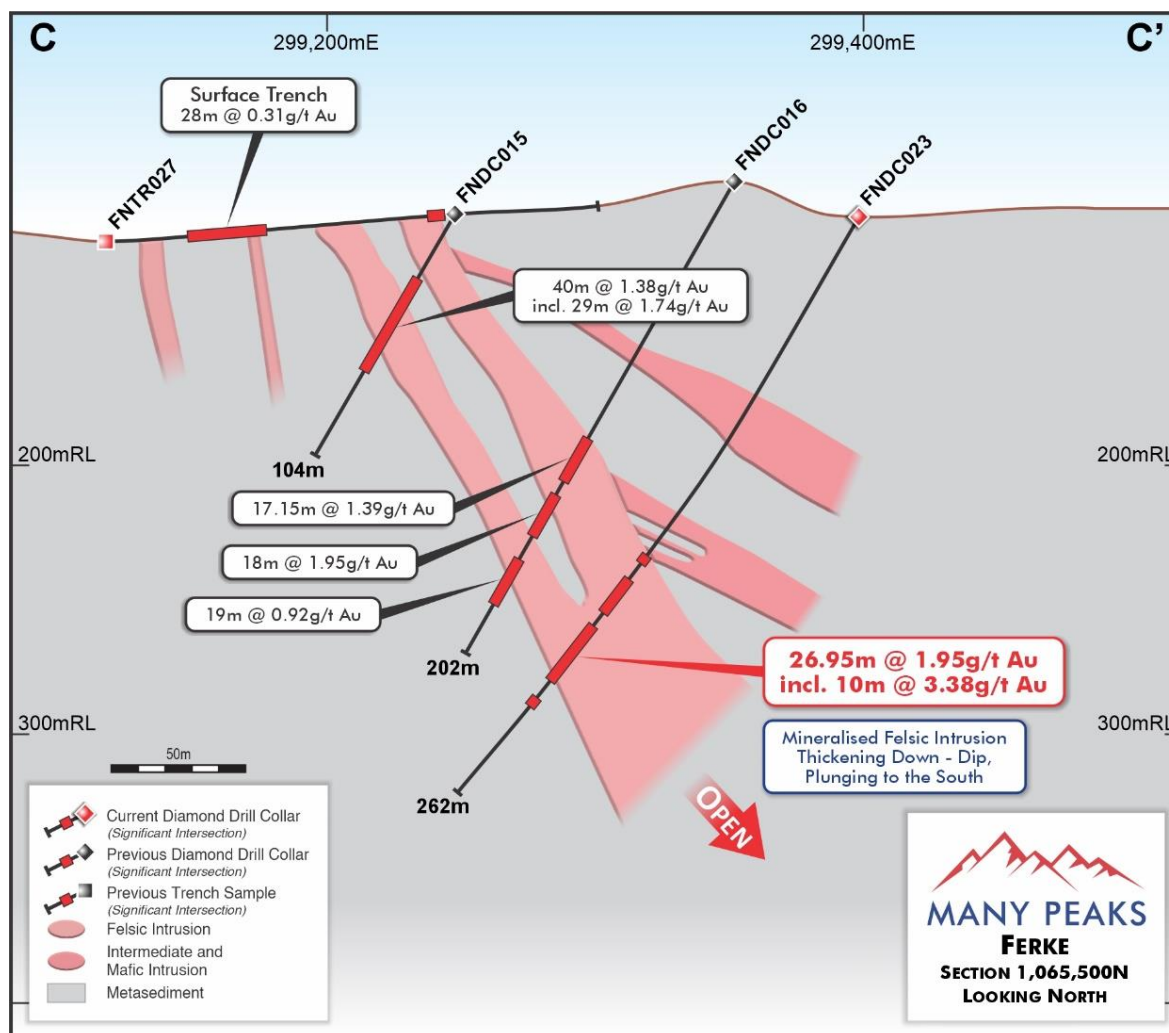 C
C'
299,200mE
299,400mE
Surface Trench
28m @ 0.31g/t Au
FNTR027
FNDC015
FNDC016
FNDC023
40m @ 1.38g/t Au
incl. 29m @ 1.74g/t Au
200mRL
200mRL
104m
17.15m @ 1.39g/t Au
18m @ 1.95g/t Au
19m @ 0.92g/t Au
202m
26.95m @ 1.95g/t Au
incl. 10m @ 3.38g/t Au
300mRL
300mRL
Mineralised Felsic Intrusion
Thickening Down - Dip,
Plunging to the South
50m
262m
OPEN
Current Diamond Drill Collar
(Significant Intersection)
Previous Diamond Drill Collar
(Significant Intersection)
Previous Trench Sample
(Significant Intersection)
Felsic Intrusion
Intermediate and
Mafic Intrusion
Metasediment
MANY PEAKS
FERKE
SECTION 1,065,500N
LOOKING NORTH